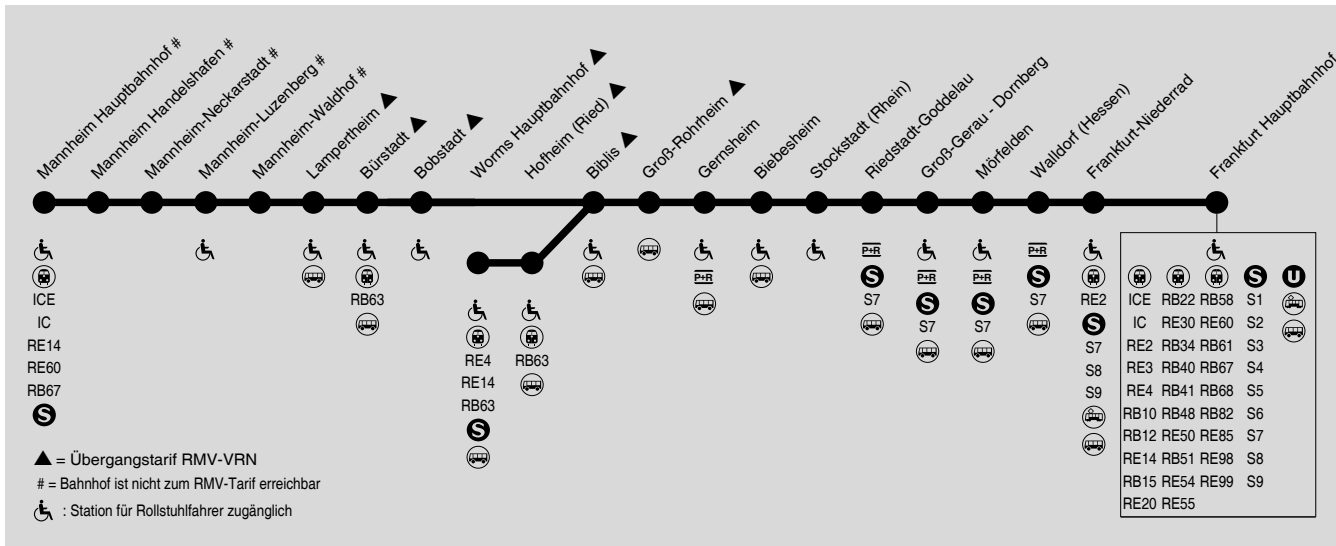 Mannheim Hauptbahnhof #
Mannheim Handelshafen #
Mannheim-Neckarstadt #
Mannheim-Luzenberg #
Mannheim-Waldhof #
Lampertheim ▲
Bürstadt ▲
Bobstadt ▲
Worms Hauptbahnhof ▲
Hofheim (Ried) ▲
Biblis ▲
Groß-Rohrheim ▲
Gernsheim
Biebesheim
Stockstadt (Rhein)
Riedstadt-Goddelau
Groß-Gerau - Dornberg
Mörfelden
Walldorf (Hessen)
Frankfurt-Niederrad
Frankfurt Hauptbahnhof
ICE
IC
RE14
RE60
RB67
S
RB63
RE4
RE14
RB63
S
RB63
P+R
P+R
S
S7
P+R
S
S7
P+R
S
S7
P+R
S
S7
RE2
S
S7
S8
S9
S U
ICE RB22 RB58 S1
IC RE30 RE60 S2
RE2 RB34 RB61 S3
RE3 RB40 RB67 S4
RE4 RB41 RB68 S5
RB10 RB48 RB82 S6
RB12 RE50 RE85 S7
RE14 RB51 RE98 S8
RB15 RE54 RE99 S9
RE20 RE55
▲ = Übergangstarif RMV-VRN
# = Bahnhof ist nicht zum RMV-Tarif erreichbar
: Station für Rollstuhlfahrer zugänglich